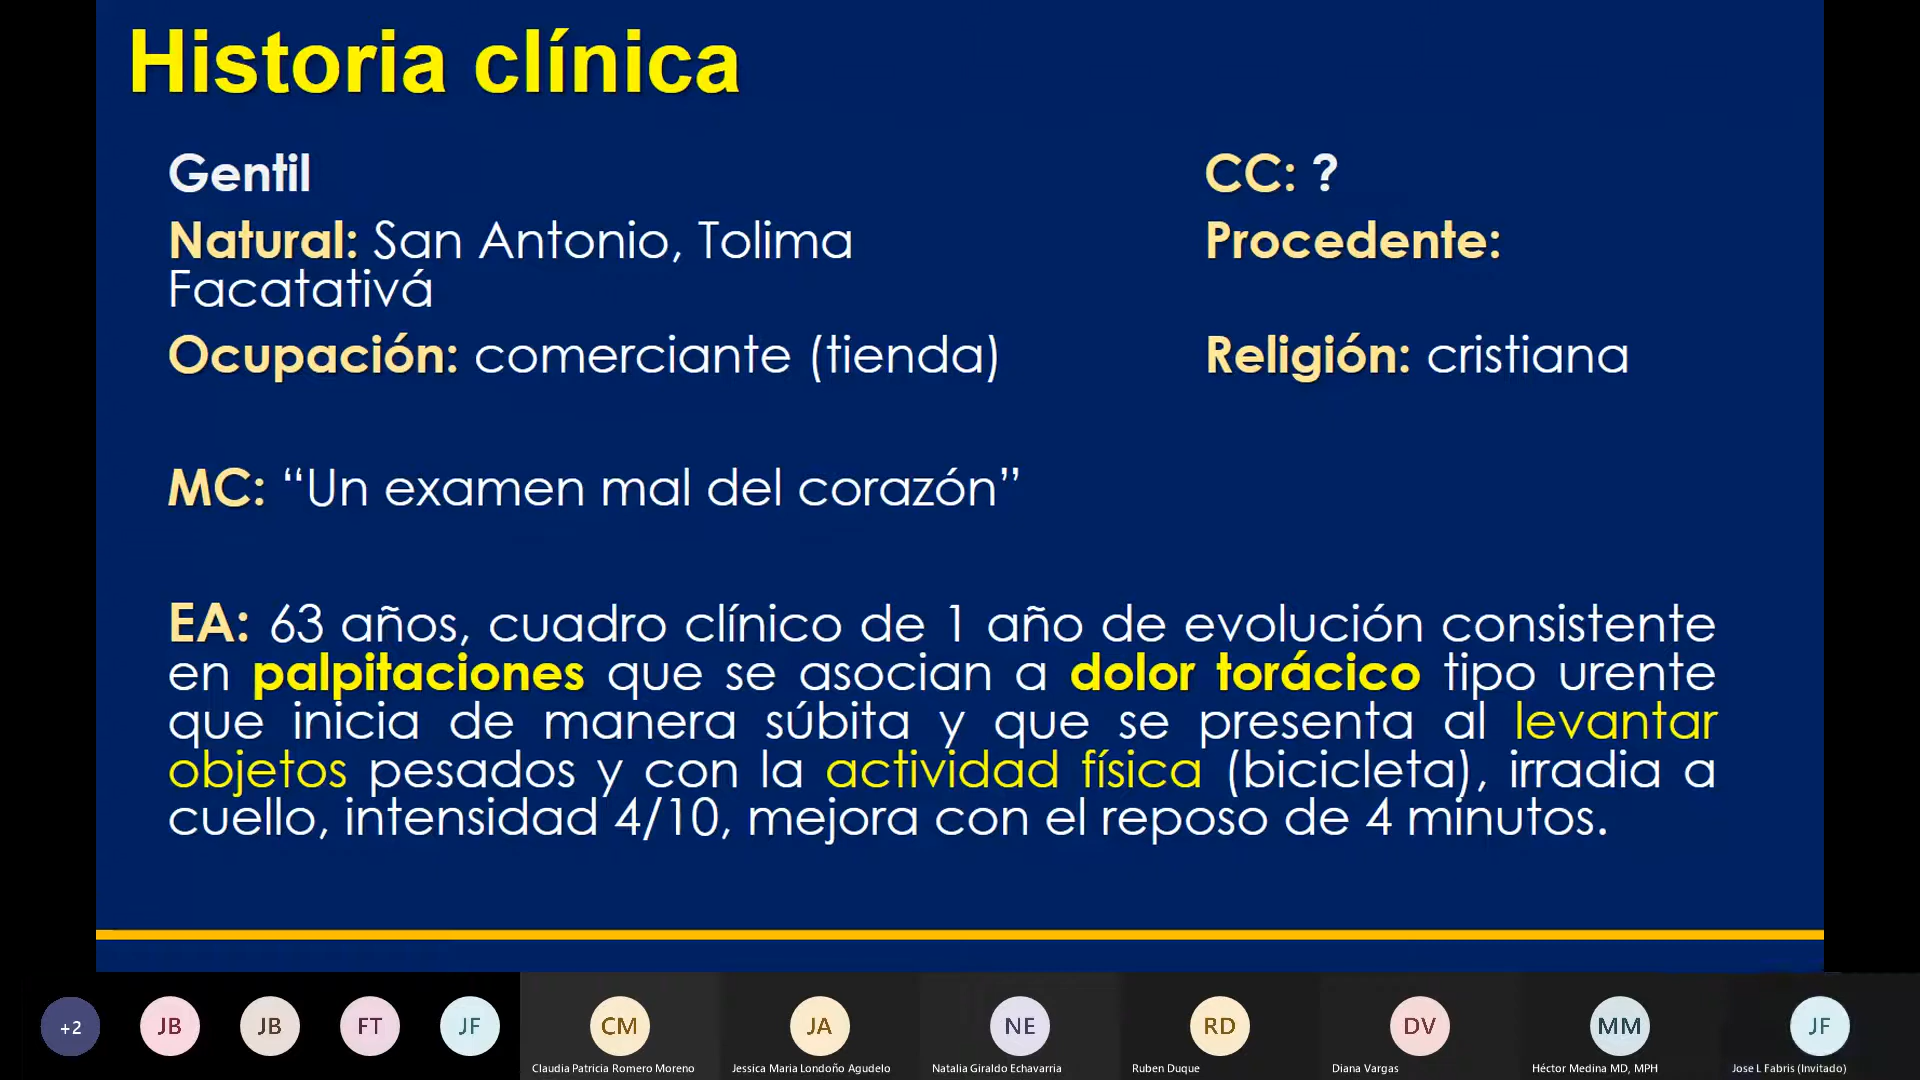 Historia clínica
Gentil CC: ?
Natural: San Antonio, Tolima Procedente:
Facatativá
Ocupación: comerciante (tienda) Religión: cristiana
MC: “Un examen mal del corazón”
EA: 63 años, cuadro clínico de 1 año de evolución consistente
en palpitaciones que se asocian a dolor torácico tipo urente
que inicia de manera súbita y que se presenta al levantar
objetos pesados y con la actividad física (bicicleta), irradia a
cuello, intensidad 4/10, mejora con el reposo de 4 minutos.
+2 JB JB FT JF CM JA NE RD DV MM JF
Claudia Patricia Romero Moreno Jessica Maria Londoño Agudelo Natalia Giraldo Echavarria Ruben Duque Diana Vargas Héctor Medina MD, MPH Jose L Fabris (Invitado)